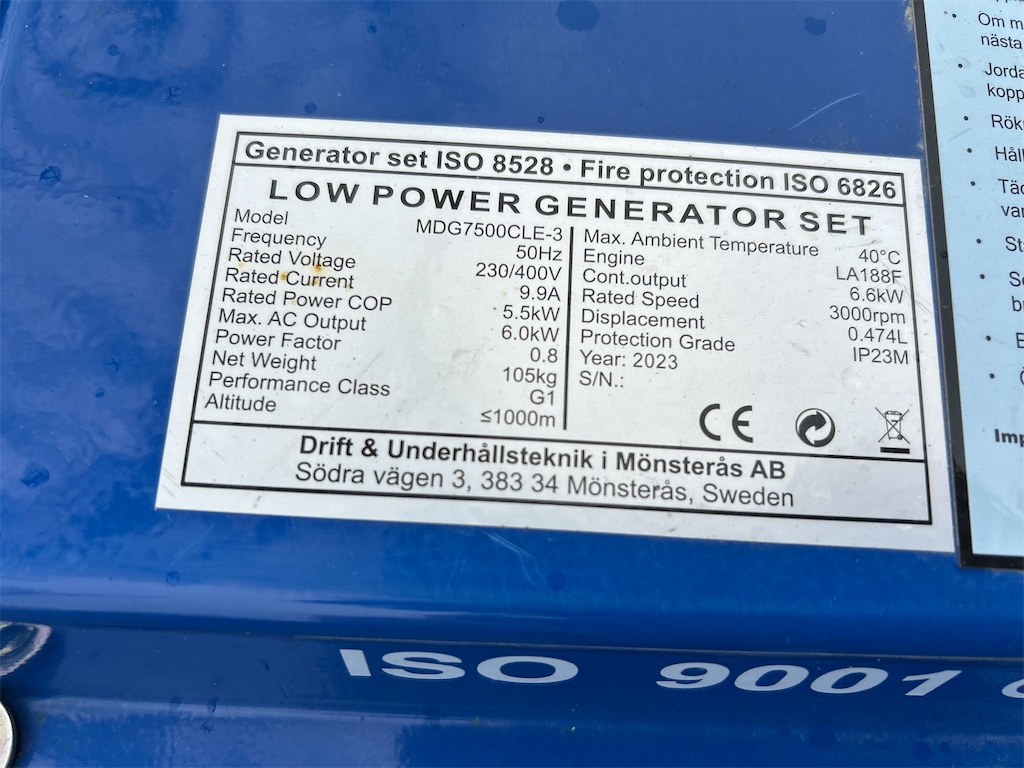 Generator set ISO 8528 • Fire protection ISO 6826
LOW POWER GENERATOR SET
Model MDG7500CLE-3
Frequency 50Hz
Rated Voltage 230/400V
Rated Current 9.9A
Rated Power COP 5.5kW
Max. AC Output 6.0kW
Power Factor 0.8
Net Weight 105kg
Performance Class G1
Altitude ≤1000m
Max. Ambient Temperature 40°C
Engine LA188F
Cont.output 6.6kW
Rated Speed 3000rpm
Displacement 0.474L
Protection Grade IP23M
Year: 2023
S/N.:
CE
Drift & Underhållsteknik i Mönsterås AB
Södra vägen 3, 383 34 Mönsterås, Sweden
• Om
nästa
•
•
•
•
•
•
•
•
•
ISO 9001